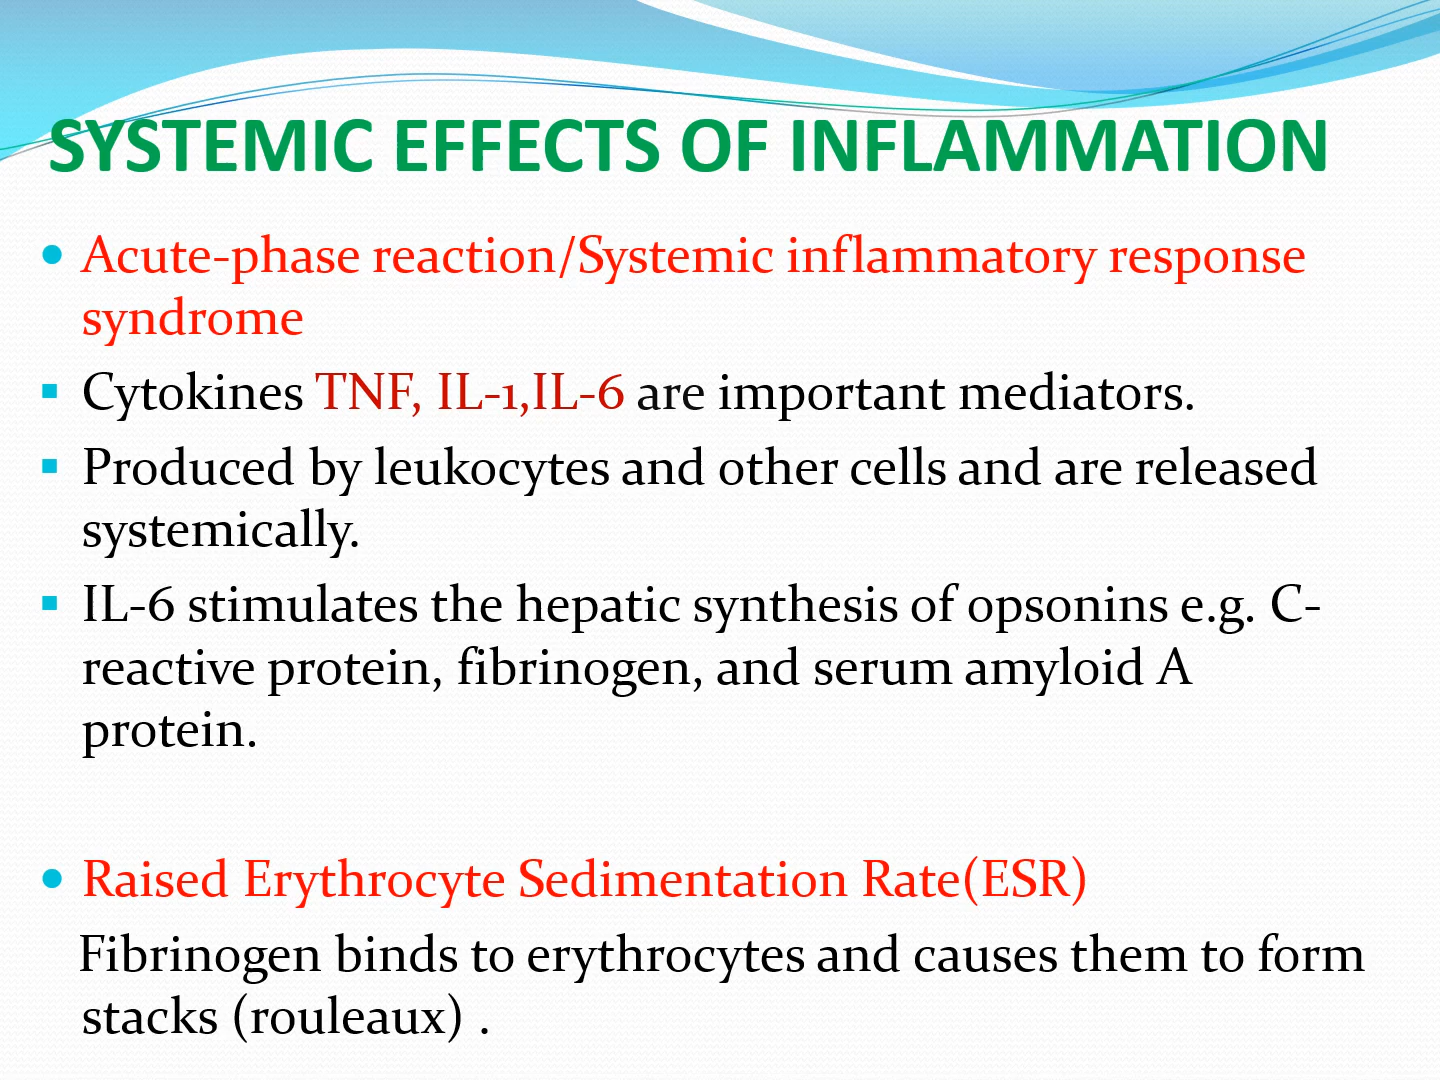 SYSTEMIC EFFECTS OF INFLAMMATION
• Acute-phase reaction/Systemic inflammatory response
syndrome
▪ Cytokines TNF, IL-1,IL-6 are important mediators.
▪ Produced by leukocytes and other cells and are released
systemically.
▪ IL-6 stimulates the hepatic synthesis of opsonins e.g. C-
reactive protein, fibrinogen, and serum amyloid A
protein.
• Raised Erythrocyte Sedimentation Rate(ESR)
Fibrinogen binds to erythrocytes and causes them to form
stacks (rouleaux) .